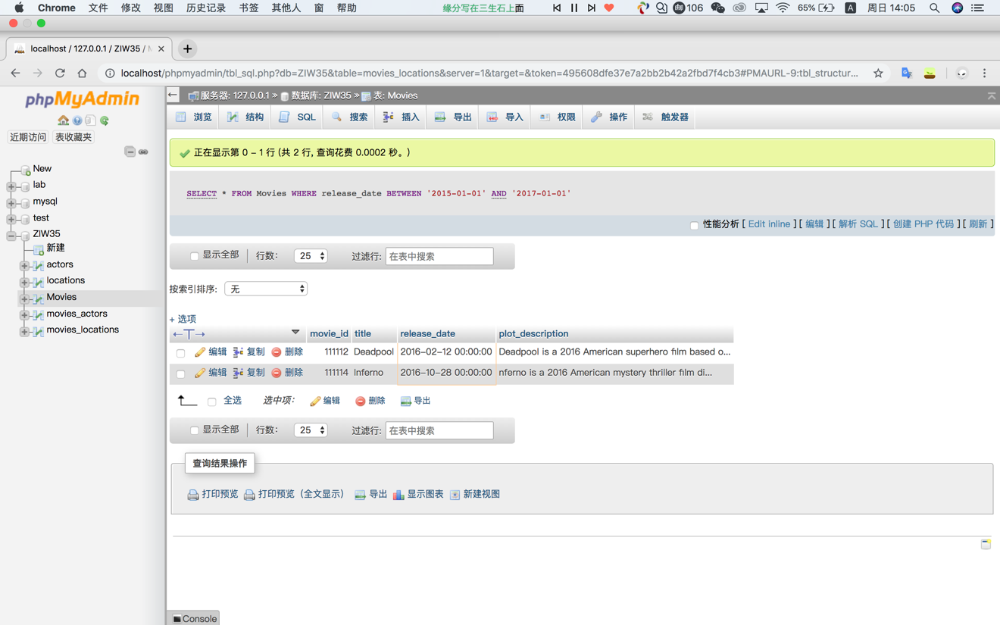 Chrome 文件 修改 视图 历史记录 书签 其他人 窗 帮助 缘分写在三生石上面 106 65% A 周日 14:05
localhost / 127.0.0.1 / ZIW35 /
localhost/phpmyadmin/tbl_sql.php?db=ZIW35&table=movies_locations&server=1&target=&token=495608dfe37e7a2bb2b42a2fbd7f4cb3#PMAURL-9:tbl_structur...
phpMyAdmin
近期访问 表收藏夹
New
lab
mysql
test
ZIW35
新建
actors
locations
Movies
movies_actors
movies_locations
服务器: 127.0.0.1 » 数据库: ZIW35 » 表: Movies
浏览 结构 SQL 搜索 插入 导出 导入 权限 操作 触发器
正在显示第 0 - 1 行 (共 2 行, 查询花费 0.0002 秒。)
SELECT * FROM Movies WHERE release_date BETWEEN '2015-01-01' AND '2017-01-01'
性能分析 [ Edit inline ] [ 编辑 ] [ 解析 SQL ] [ 创建 PHP 代码 ] [ 刷新 ]
显示全部 行数: 25 过滤行: 在表中搜索
按索引排序: 无
+ 选项
←T→ movie_id title release_date plot_description
编辑 复制 删除 111112 Deadpool 2016-02-12 00:00:00 Deadpool is a 2016 American superhero film based o...
编辑 复制 删除 111114 Inferno 2016-10-28 00:00:00 nferno is a 2016 American mystery thriller film di...
全选 选中项: 编辑 删除 导出
显示全部 行数: 25 过滤行: 在表中搜索
查询结果操作
打印预览 打印预览 (全文显示) 导出 显示图表 新建视图
Console